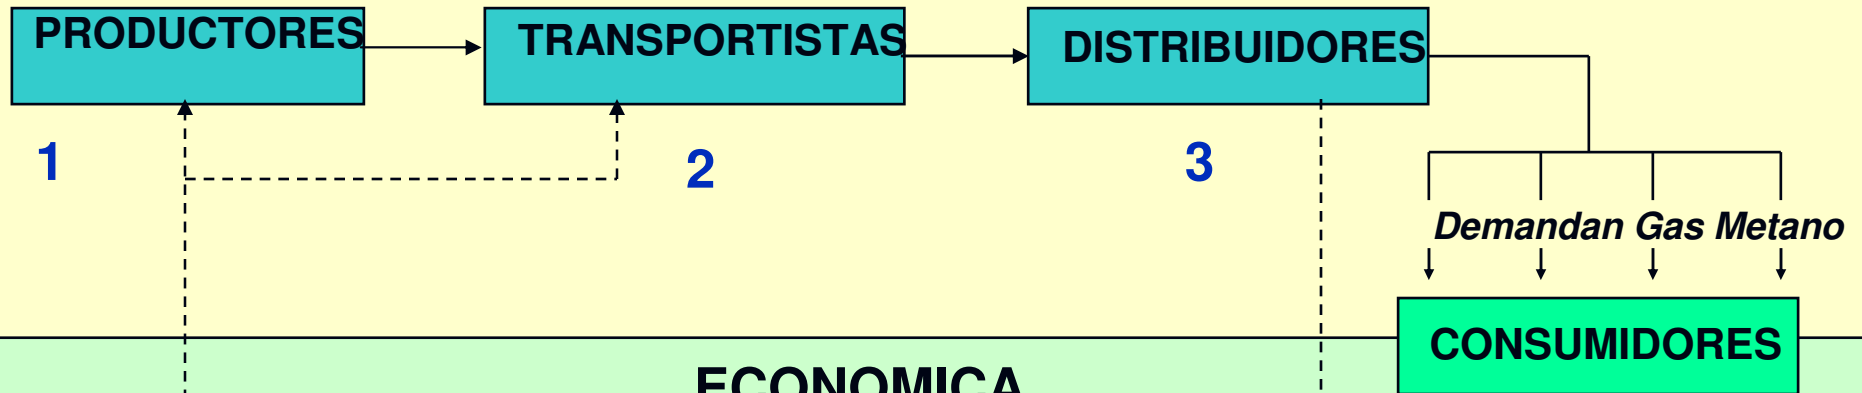 PRODUCTORES
TRANSPORTISTAS
DISTRIBUIDORES
1
2
3
Demandan Gas Metano
CONSUMIDORES
ECONOMICA